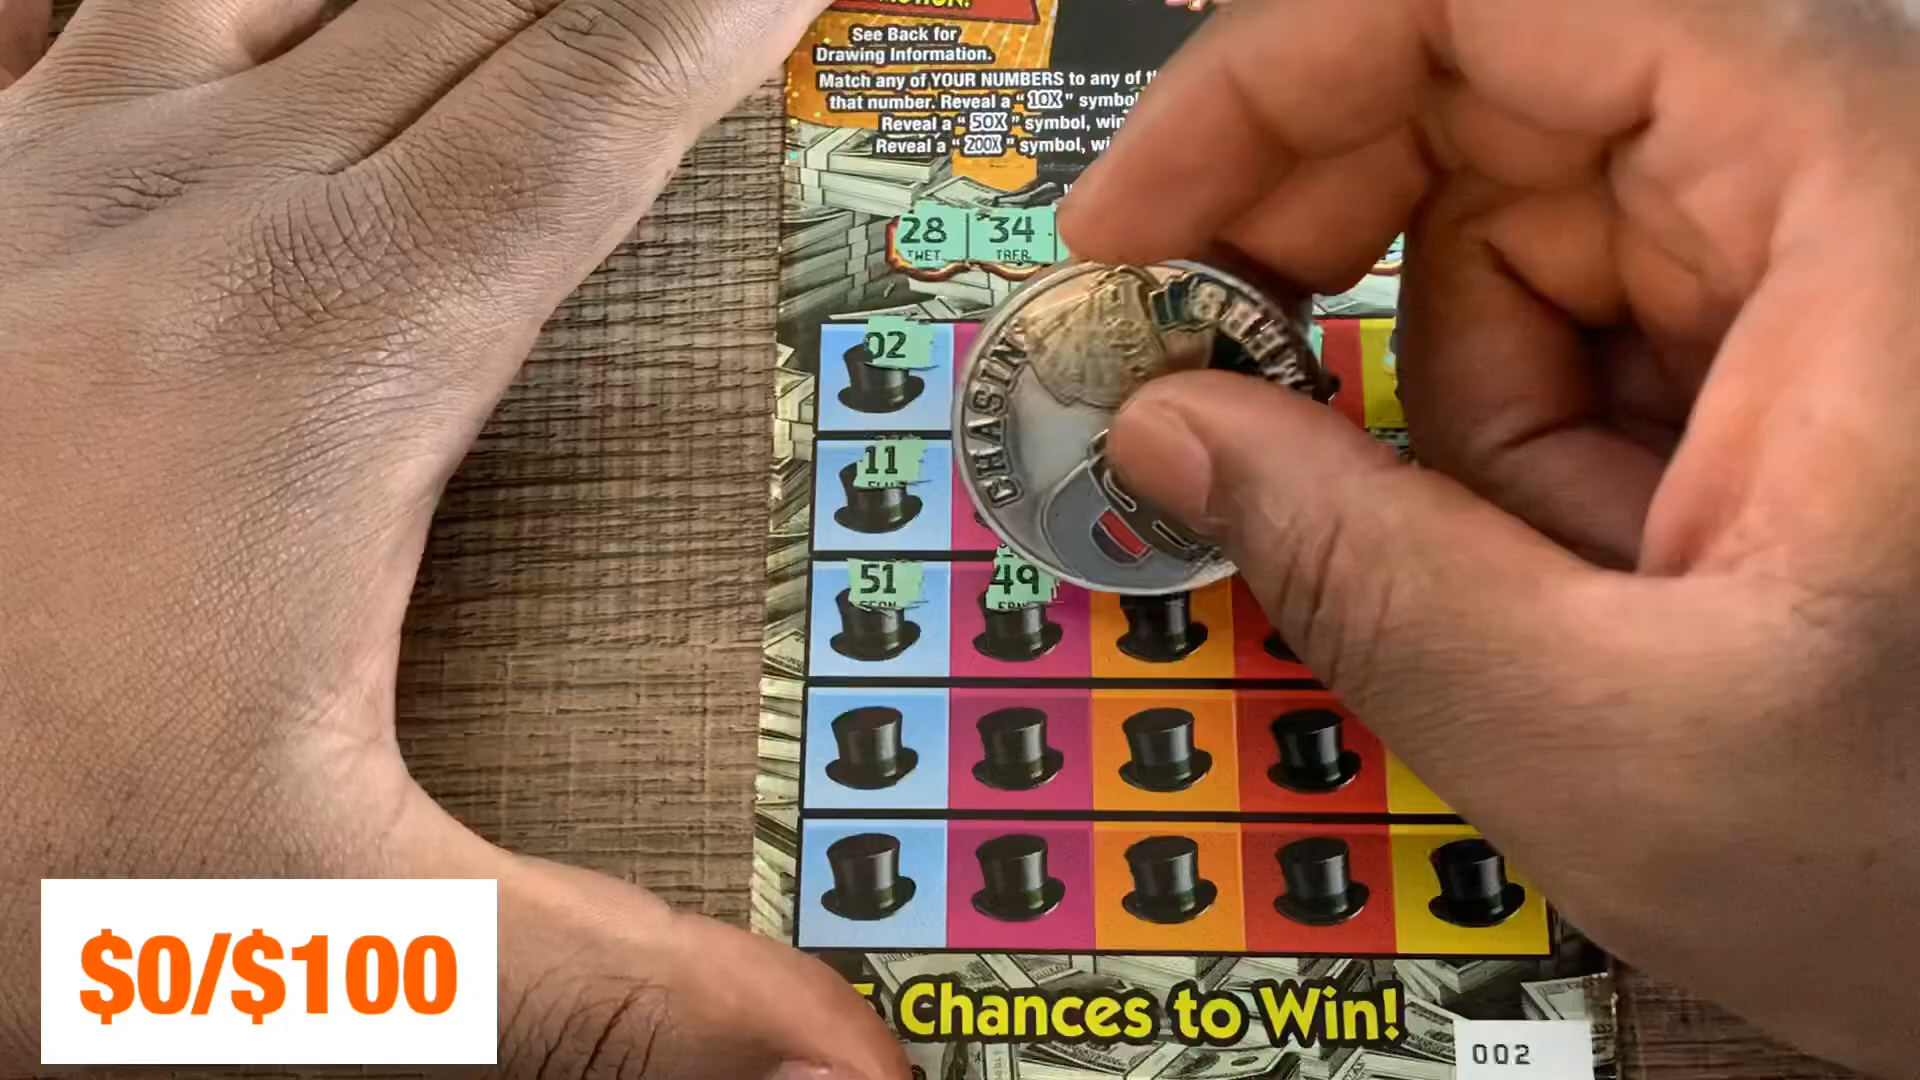 See Back for
Drawing Information.
Match any of YOUR NUMBERS to any of
that number. Reveal a "10X" symbol
Reveal a "50X" symbol, win
Reveal a "200X" symbol,
28 34
THET TRFR
02
11
51 49
CHASIN
$0/$100
Chances to Win!
002